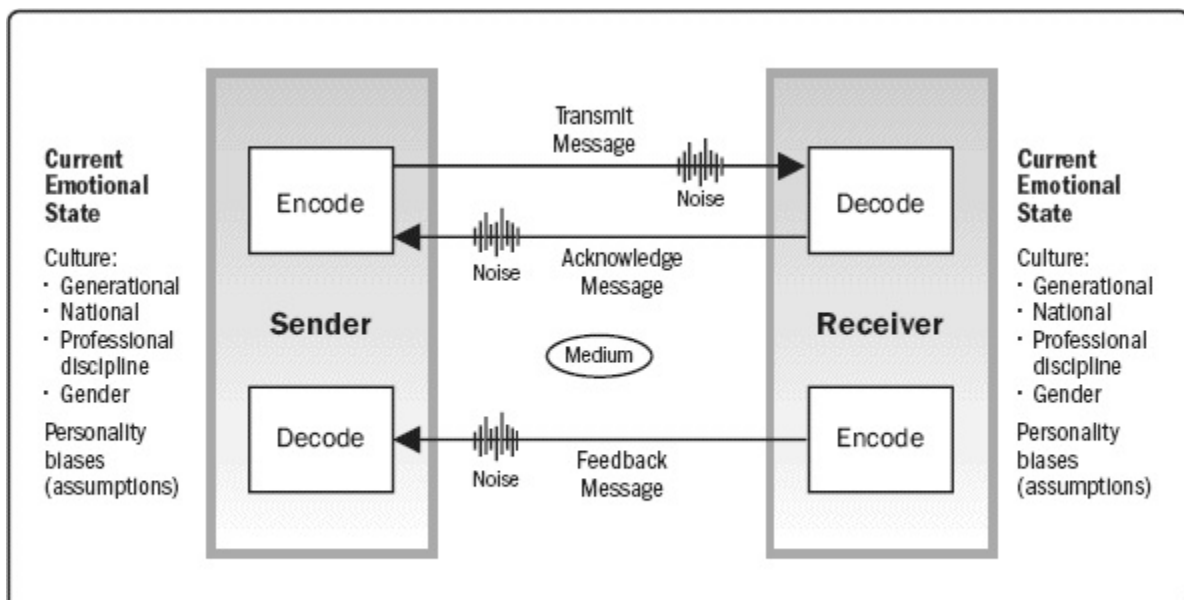 Current
Emotional
State
Culture:
· Generational
· National
· Professional
discipline
· Gender
Personality
biases
(assumptions)
Encode
Sender
Decode
Transmit
Message
Noise
Noise
Acknowledge
Message
Medium
Noise
Feedback
Message
Decode
Receiver
Encode
Current
Emotional
State
Culture:
· Generational
· National
· Professional
discipline
· Gender
Personality
biases
(assumptions)